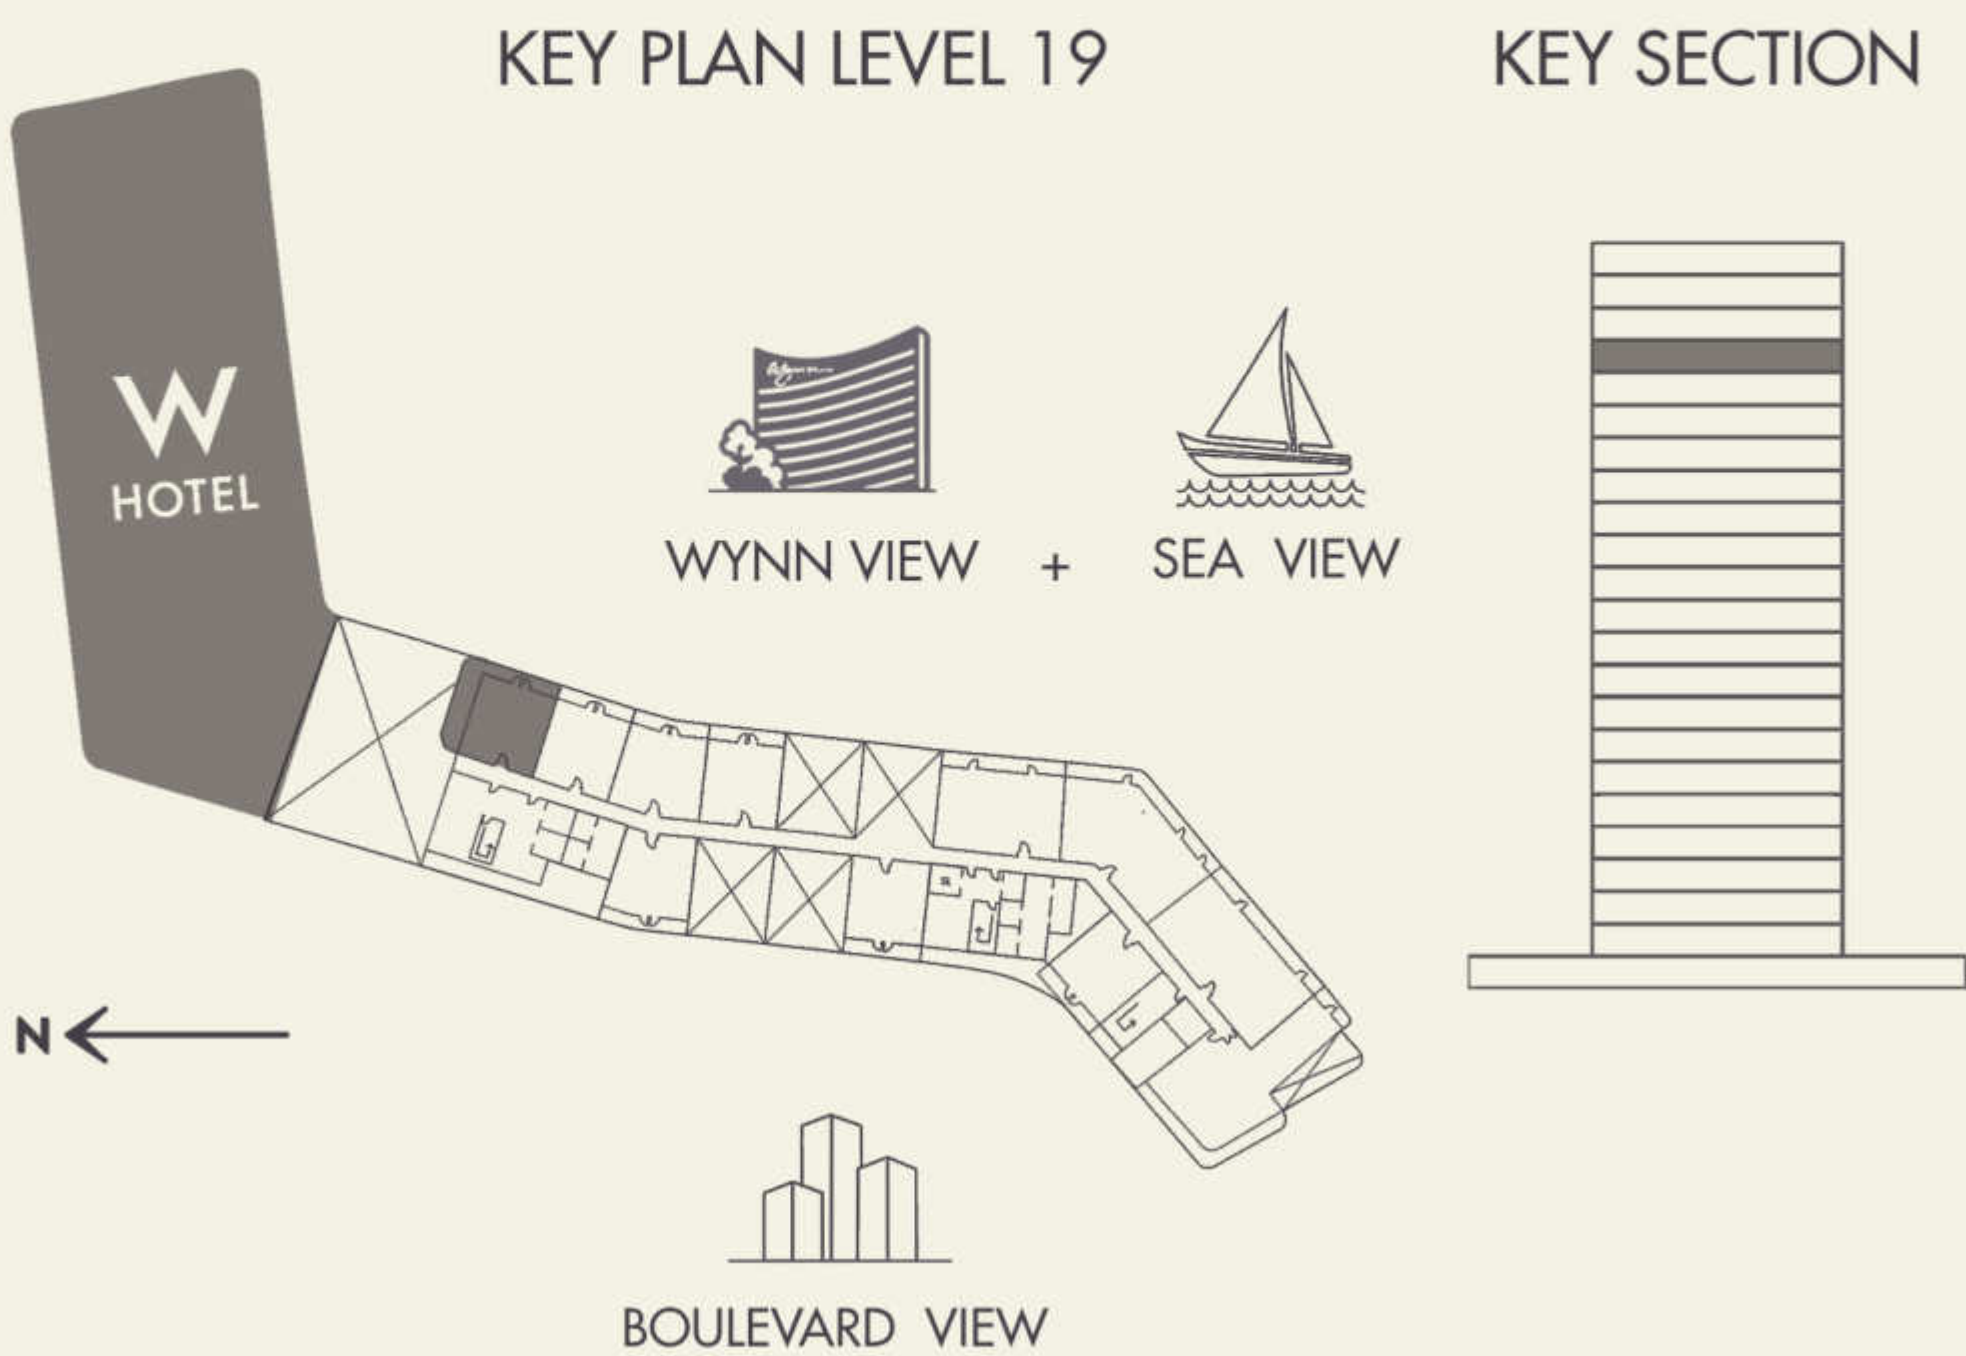 KEY PLAN LEVEL 19
KEY SECTION
W
HOTEL
WYNN VIEW + SEA VIEW
N
BOULEVARD VIEW